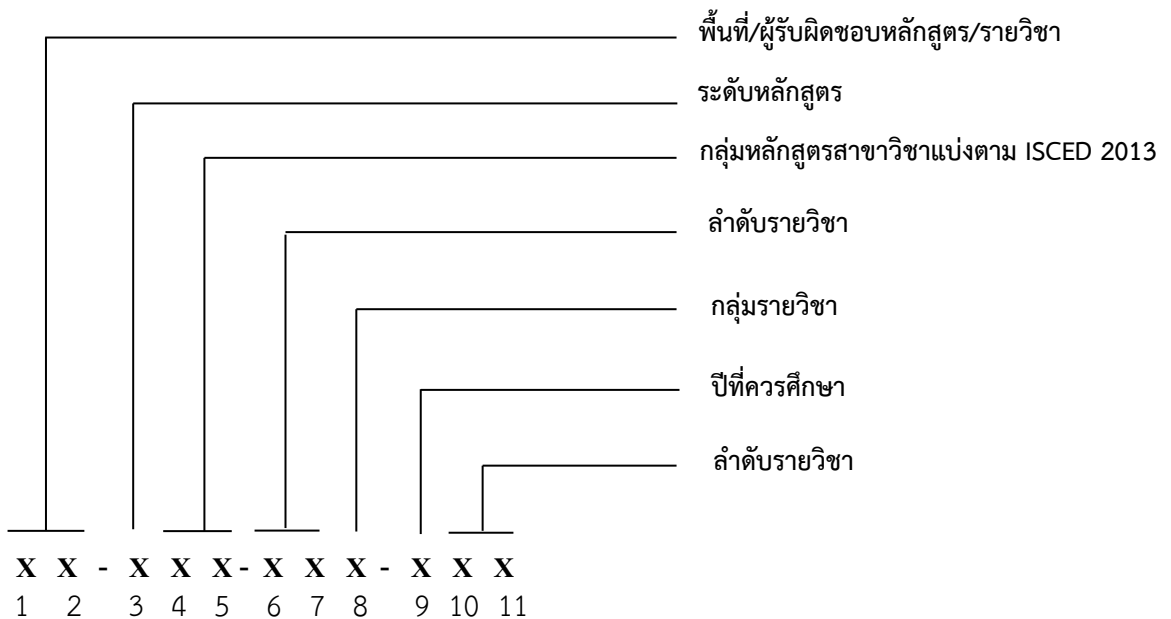 พื้นที่/ผู้รับผิดชอบหลักสูตร/รายวิชา
ระดับหลักสูตร
กลุ่มหลักสูตรสาขาวิชาแบ่งตาม ISCED 2013
ลำดับรายวิชา
กลุ่มรายวิชา
ปีที่ควรศึกษา
ลำดับรายวิชา
X X - X X X - X X X - X X X
1 2 3 4 5 6 7 8 9 10 11